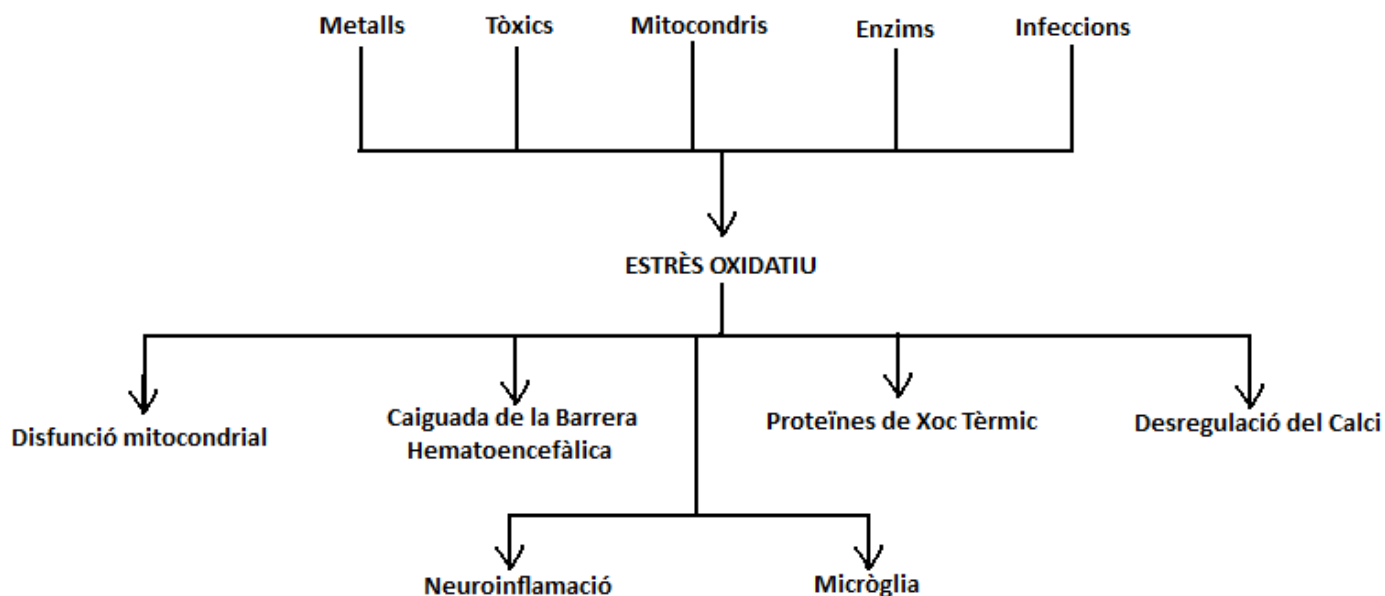 Metalls
Tòxics
Mitocondris
Enzims
Infeccions
ESTRÈS OXIDATIU
Disfunció mitocondrial
Caiguada de la Barrera
Hematoencefàlica
Proteïnes de Xoc Tèrmic
Desregulació del Calci
Neuroinflamació
Micròglia